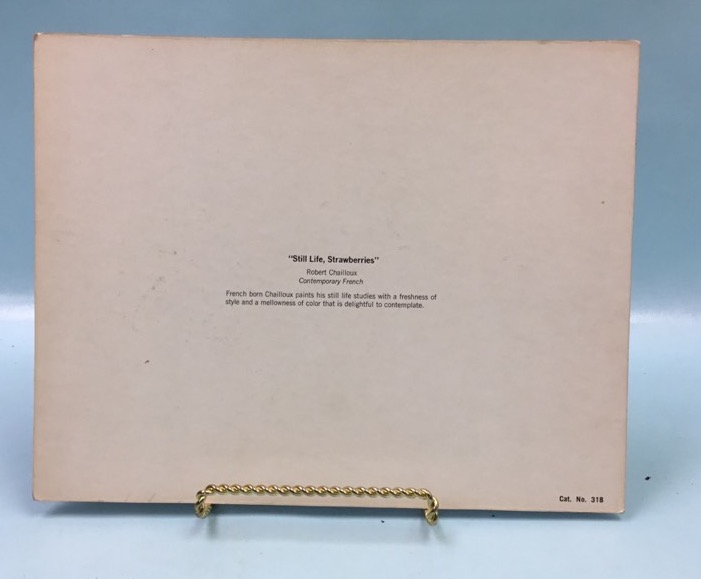 "Still Life, Strawberries"
Robert Chailloux
Contemporary French
French born Chailloux paints his still life studies with a freshness of
style and a mellowness of color that is delightful to contemplate.
Cat. No. 318